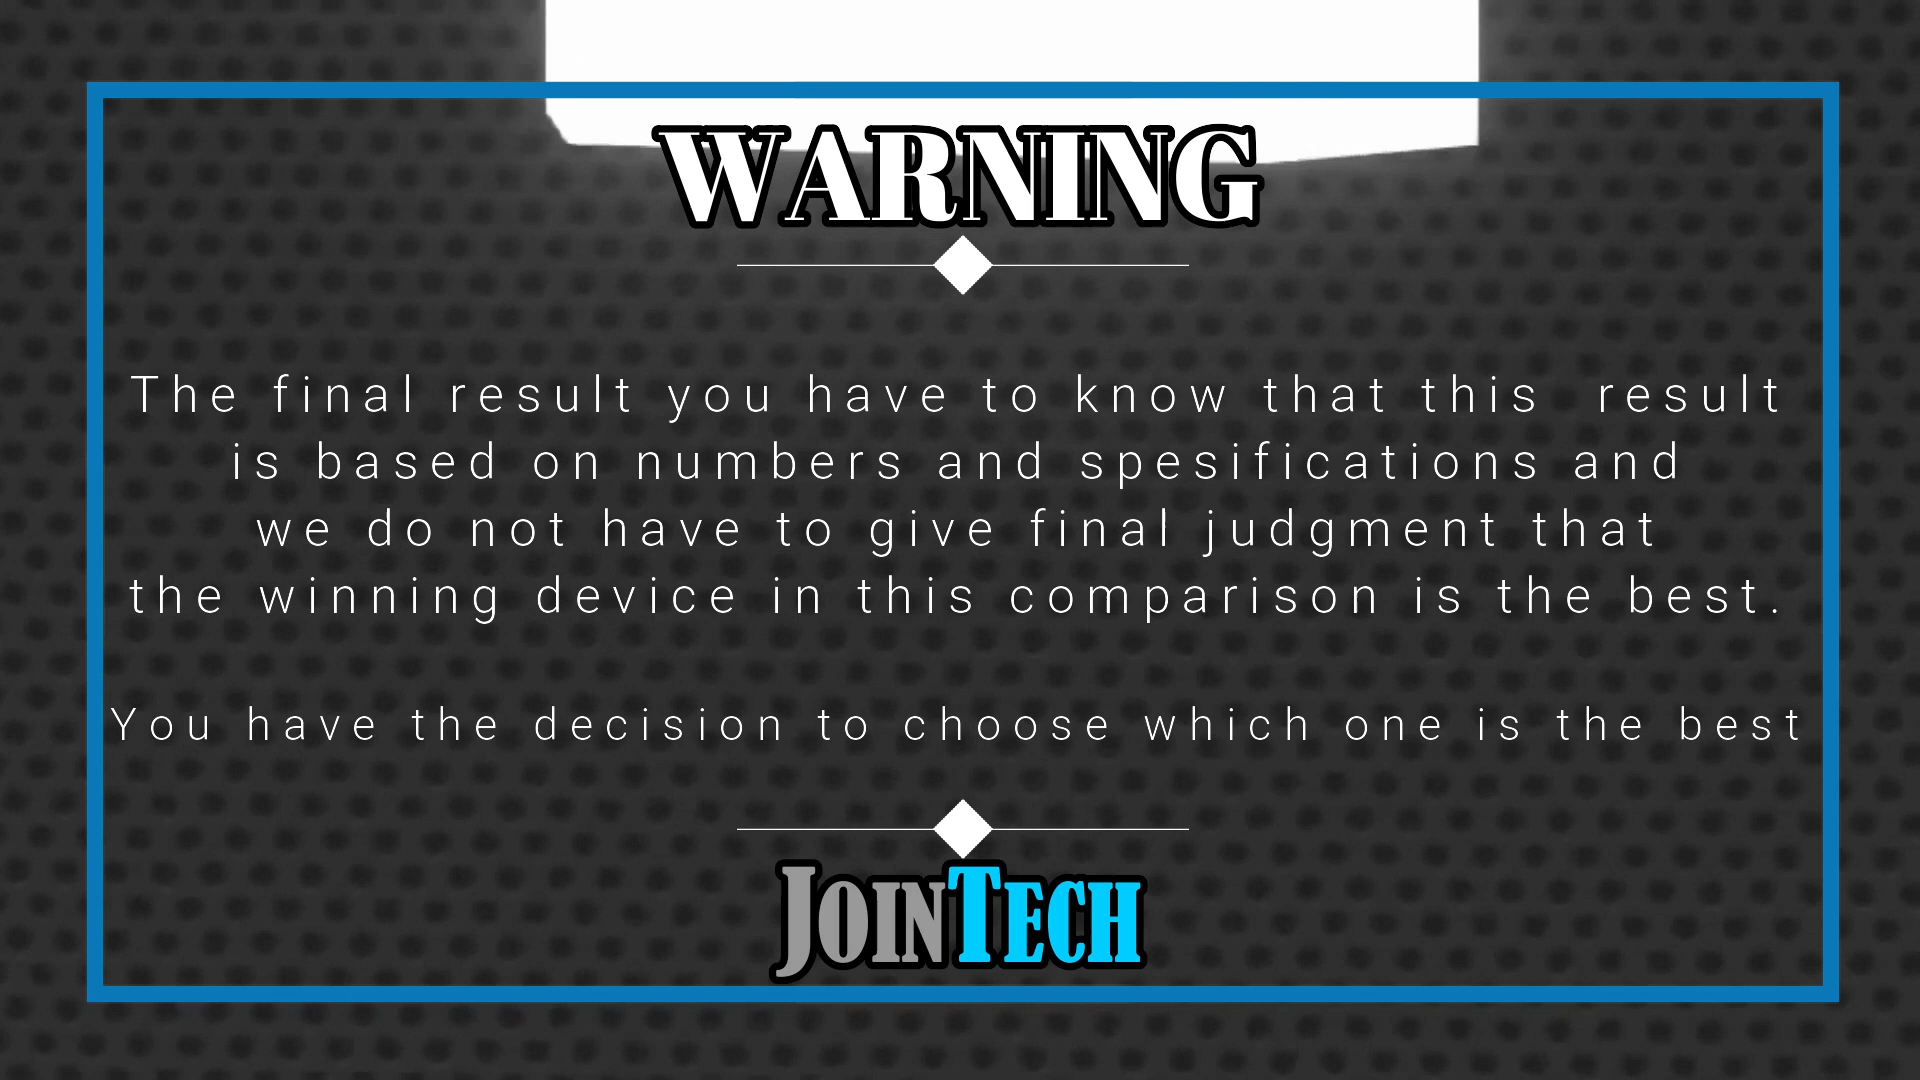 WARNING
The final result you have to know that this result
is based on numbers and spesifications and
we do not have to give final judgment that
the winning device in this comparison is the best.
You have the decision to choose which one is the best
JOINTECH